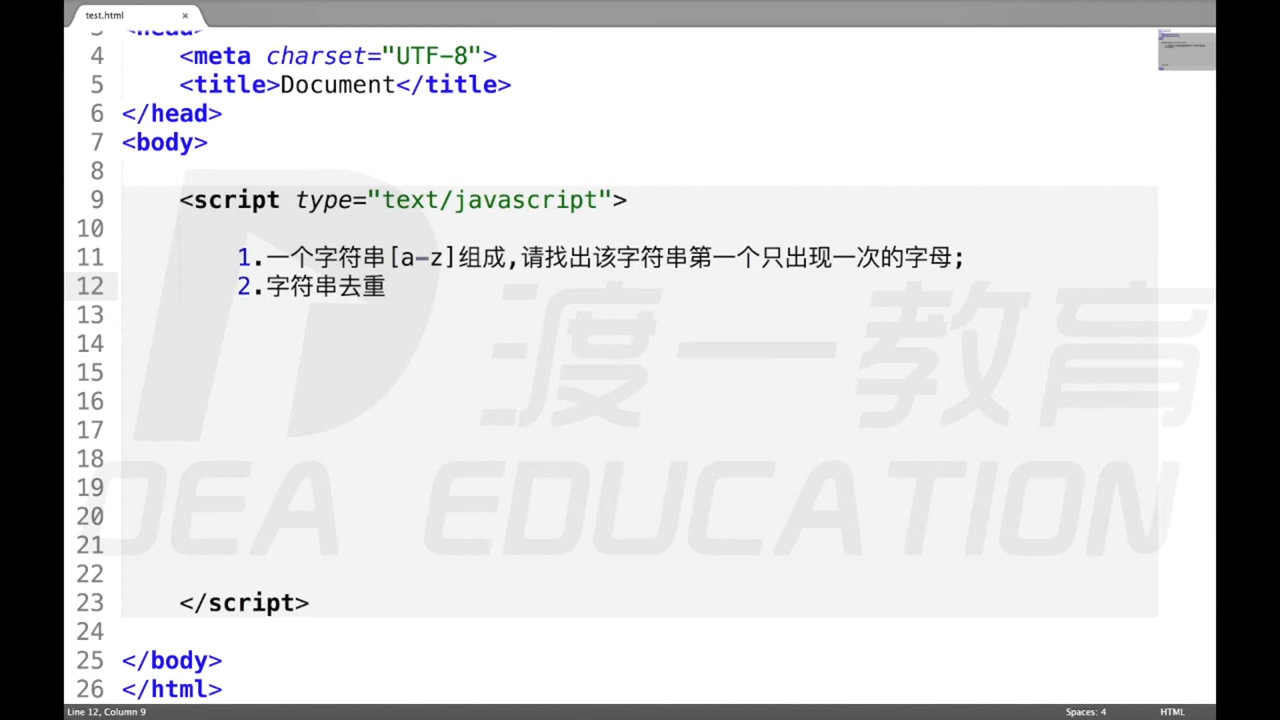 test.html
3 <head>
4 <meta charset="UTF-8">
5 <title>Document</title>
6 </head>
7 <body>
8
9 <script type="text/javascript">
10
11 1.一个字符串[a-z]组成,请找出该字符串第一个只出现一次的字母;
12 2.字符串去重
13
14
15
16
17
18
19
20
21
22
23 </script>
24
25 </body>
26 </html>
渡一教育
DEA EDUCATION
Line 12, Column 9
Spaces: 4
HTML